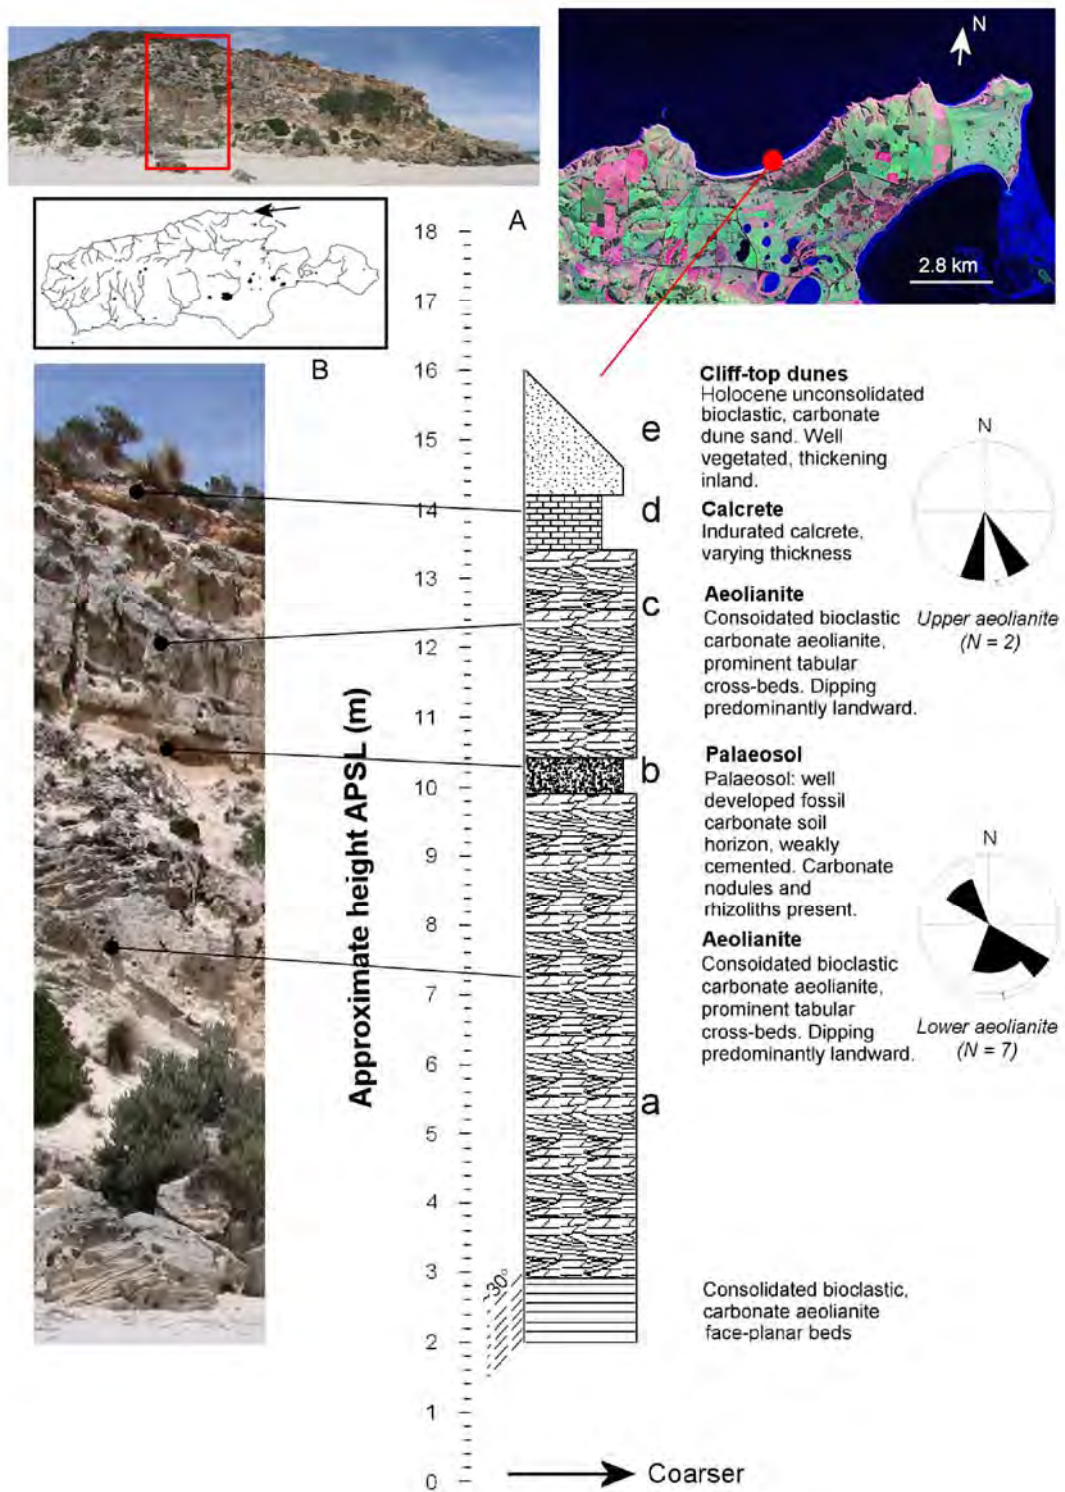 N
2.8 km
A
B
18
17
16
15
14
13
12
11
10
9
8
7
6
5
4
3
2
1
0
Approximate height APSL (m)
e
d
c
b
a
30°
Cliff-top dunes
Holocene unconsolidated
bioclastic, carbonate
dune sand. Well
vegetated, thickening
inland.
Calcrete
Indurated calcrete,
varying thickness
N
Upper aeolianite
(N = 2)
Aeolianite
Consoidated bioclastic
carbonate aeolianite,
prominent tabular
cross-beds. Dipping
predominantly landward.
Palaeosol
Palaeosol: well
developed fossil
carbonate soil
horizon, weakly
cemented. Carbonate
nodules and
rhizoliths present.
N
Lower aeolianite
(N = 7)
Aeolianite
Consoidated bioclastic
carbonate aeolianite,
prominent tabular
cross-beds. Dipping
predominantly landward.
Consolidated bioclastic,
carbonate aeolianite
face-planar beds
Coarser